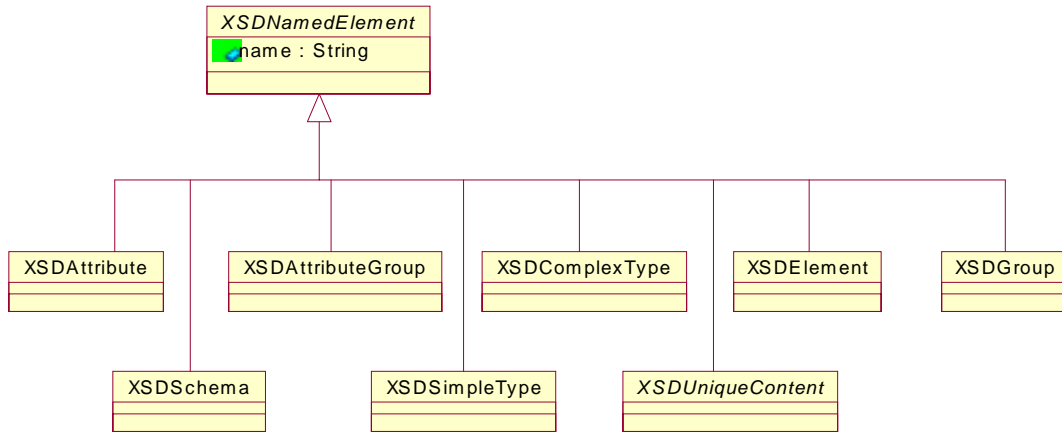 XSDNamedElement
name : String
XSDAttribute
XSDAttributeGroup
XSDComplexType
XSDElement
XSDGroup
XSDSchema
XSDSimpleType
XSDUniqueContent